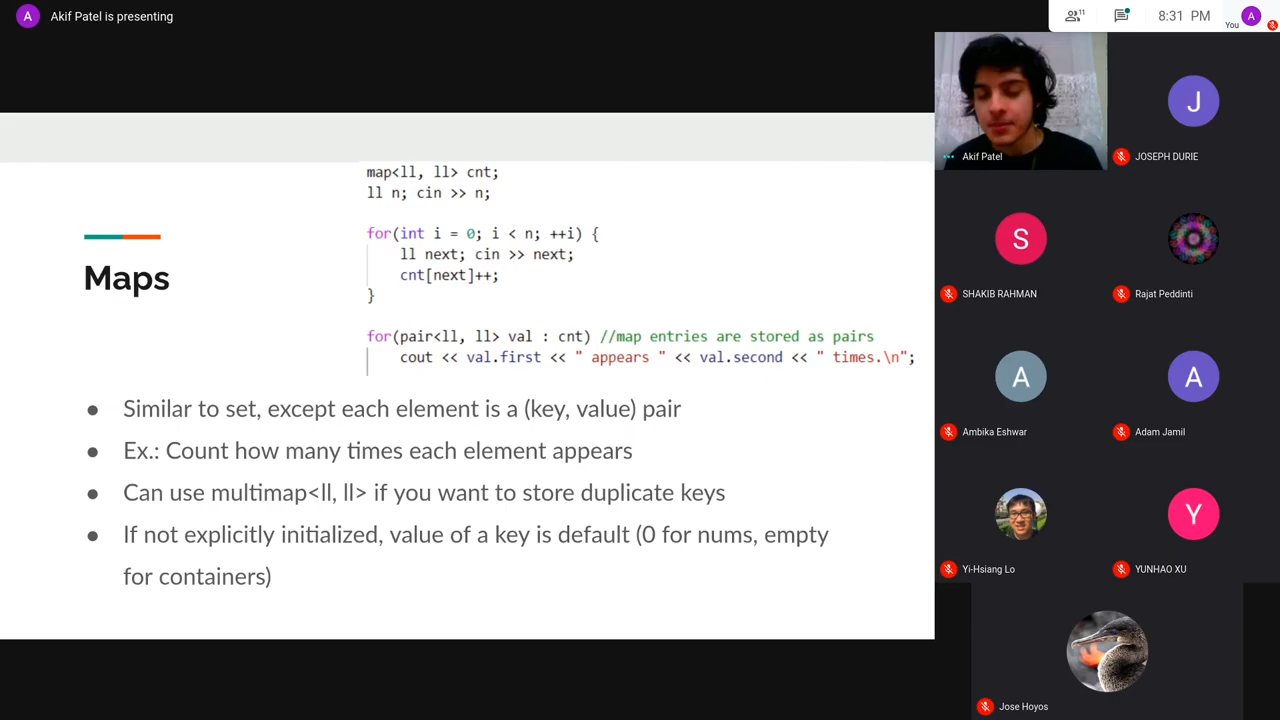 A
Akif Patel is presenting
11
8:31 PM
You
A
map<ll, ll> cnt;
ll n; cin >> n;
for(int i = 0; i < n; ++i) {
ll next; cin >> next;
cnt[next]++;
}
for(pair<ll, ll> val : cnt) //map entries are stored as pairs
cout << val.first << " appears " << val.second << " times.\n";
Maps
● Similar to set, except each element is a (key, value) pair
● Ex.: Count how many times each element appears
● Can use multimap<ll, ll> if you want to store duplicate keys
● If not explicitly initialized, value of a key is default (0 for nums, empty
for containers)
Akif Patel
J
JOSEPH DURIE
S
SHAKIB RAHMAN
Rajat Peddinti
A
Ambika Eshwar
A
Adam Jamil
Yi-Hsiang Lo
Y
YUNHAO XU
Jose Hoyos